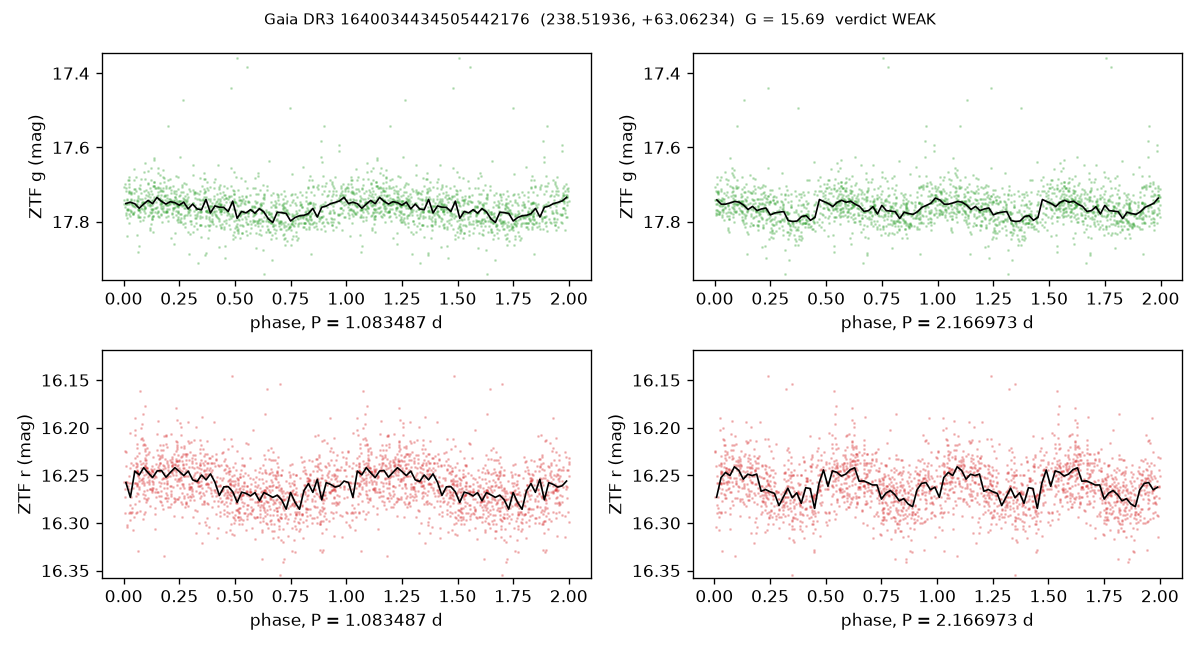 Gaia DR3 1640034434505442176  (238.51936, +63.06234)  G = 15.69  verdict WEAK
ZTF g (mag)
17.4
17.6
17.8
0.00 0.25 0.50 0.75 1.00 1.25 1.50 1.75 2.00
phase, P = 1.083487 d
ZTF g (mag)
17.4
17.6
17.8
0.00 0.25 0.50 0.75 1.00 1.25 1.50 1.75 2.00
phase, P = 2.166973 d
ZTF r (mag)
16.15
16.20
16.25
16.30
16.35
0.00 0.25 0.50 0.75 1.00 1.25 1.50 1.75 2.00
phase, P = 1.083487 d
ZTF r (mag)
16.15
16.20
16.25
16.30
16.35
0.00 0.25 0.50 0.75 1.00 1.25 1.50 1.75 2.00
phase, P = 2.166973 d